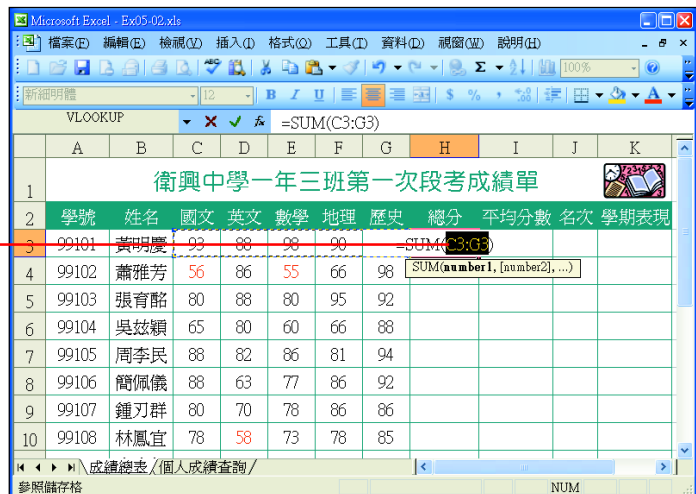 Microsoft Excel - Ex05-02.xls
檔案(F) 編輯(E) 檢視(V) 插入(I) 格式(O) 工具(T) 資料(D) 視窗(W) 說明(H)
100%
新細明體 12 B I U $ % ,
VLOOKUP =SUM(C3:G3)
A B C D E F G H I J K
1 衛興中學一年三班第一次段考成績單
2 學號 姓名 國文 英文 數學 地理 歷史 總分 平均分數 名次 學期表現
3 99101 黃明慶 93 88 98 90 =SUM(C3:G3)
SUM(number1, [number2], ...)
4 99102 蕭雅芳 56 86 55 66 98
5 99103 張育酩 80 88 80 95 92
6 99104 吳玆穎 65 80 60 66 88
7 99105 周李民 88 82 86 81 94
8 99106 簡佩儀 88 63 77 86 92
9 99107 鍾刃群 80 70 78 86 86
10 99108 林鳳宜 78 58 73 78 85
成績總表 個人成績查詢
參照儲存格 NUM